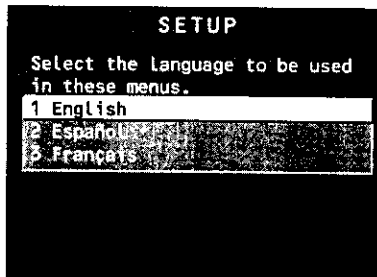 SETUP
Select the language to be used
in these menus.
1 English
2 Español
3 Français